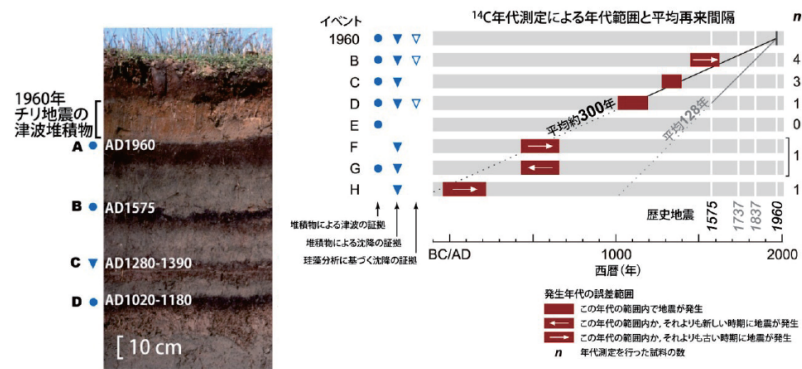 1960年
チリ地震の
津波堆積物
A AD1960
B AD1575
C AD1280-1390
D AD1020-1180
10 cm
イベント
14C年代測定による年代範囲と平均再来間隔
n
1960
B
4
C
3
D
1
E
0
F
G
1
H
1
平均約300年
平均128年
歴史地震
1575
1737
1837
1960
堆積物による津波の証拠
堆積物による沈降の証拠
珪藻分析に基づく沈降の証拠
BC/AD
1000
2000
西暦(年)
発生年代の誤差範囲
この年代の範囲内で地震が発生
この年代の範囲内か,それよりも新しい時期に地震が発生
この年代の範囲内か,それよりも古い時期に地震が発生
n 年代測定を行った試料の数